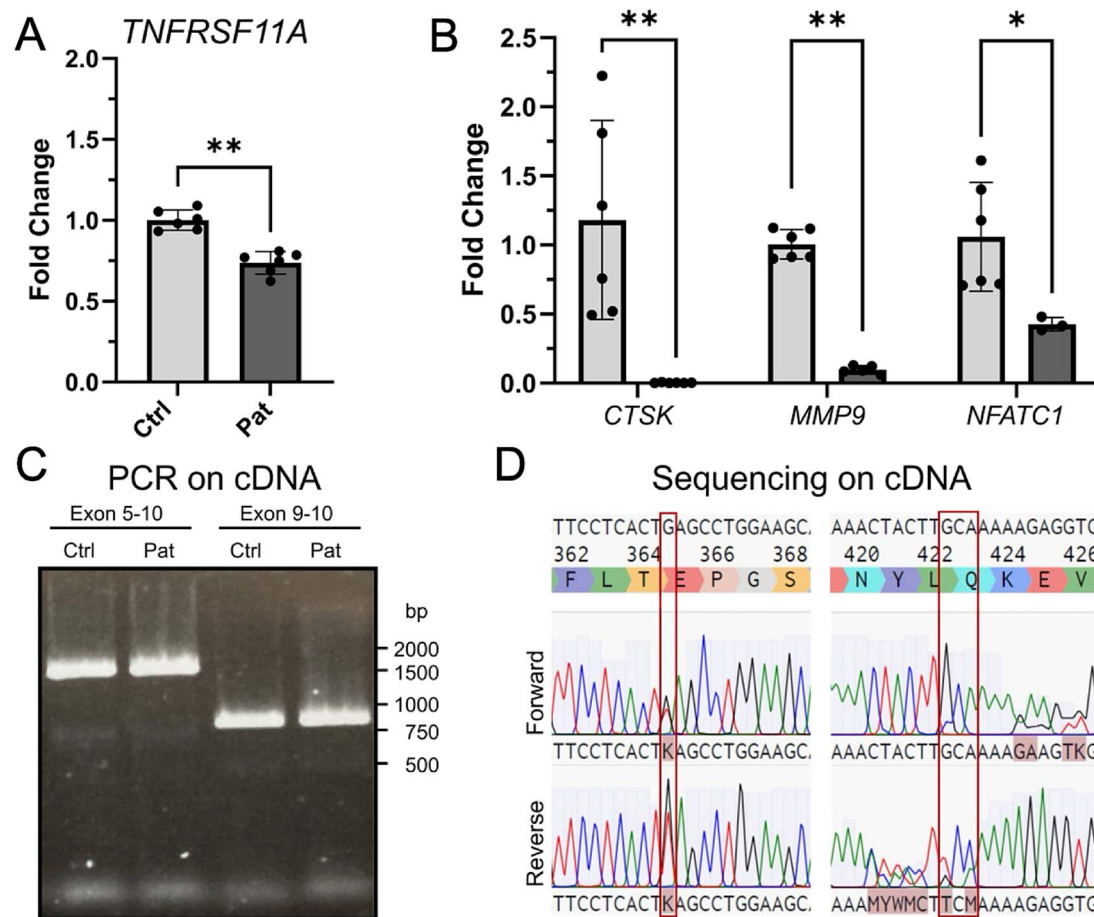 A
TNFRSF11A
Fold Change
2.0
1.5
1.0
0.5
0.0
**
Ctrl
Pat
B
Fold Change
2.5
2.0
1.5
1.0
0.5
0.0
**
**
*
CTSK
MMP9
NFATC1
C
PCR on cDNA
Exon 5-10
Exon 9-10
Ctrl
Pat
Ctrl
Pat
bp
2000
1500
1000
750
500
D
Sequencing on cDNA
TTCCTCACTGAGCCTGGAAGC
362 364 366 368
F L T E P G S
Forward
TTCCTCACTKAGCCTGGAAGC
Reverse
TTCCTCACTKAGCCTGGAAGC
AAACTACTTGCAAAAAGAGGTG
420 422 424 426
N Y L Q K E V
AAACTACTTGCAAAAGAAGTKG
AAAMYWMCTTCMAAAAGAGGTG